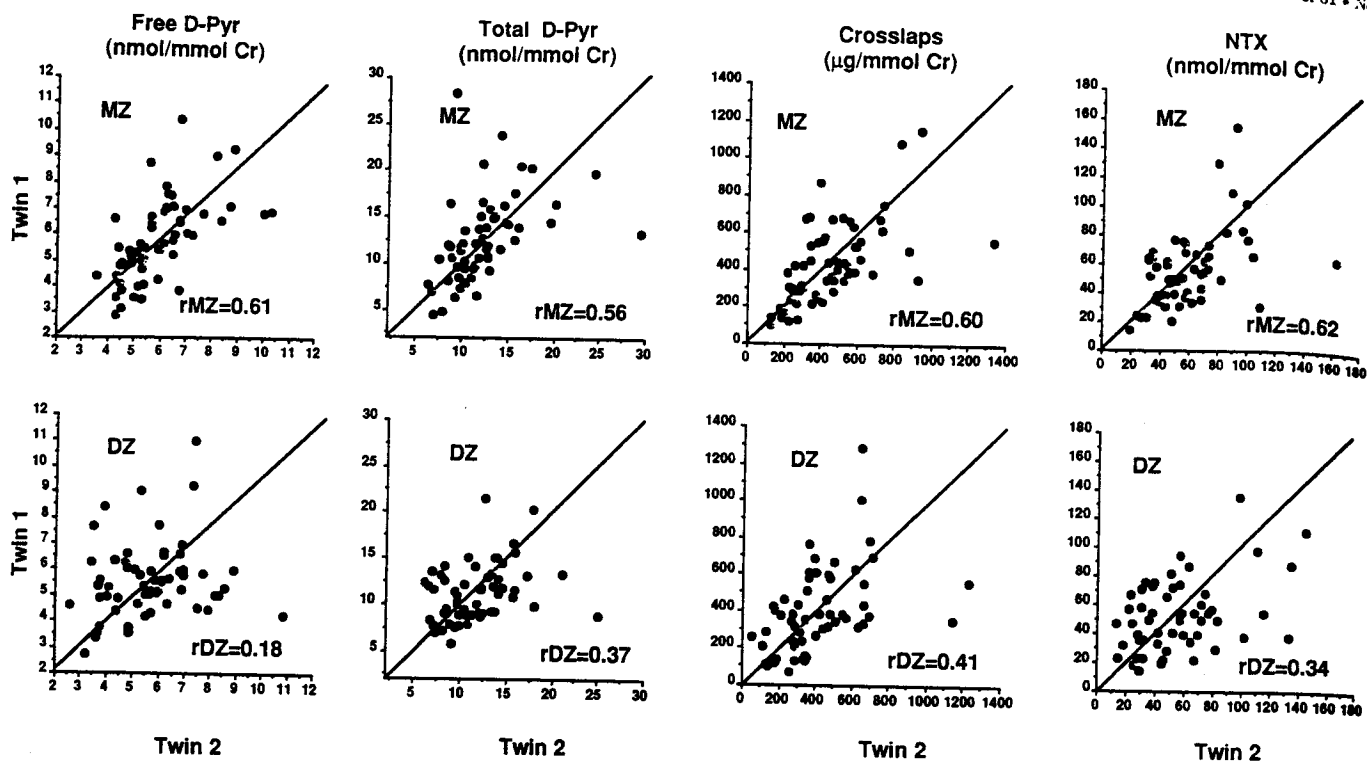 Free D-Pyr
(nmol/mmol Cr)
Total D-Pyr
(nmol/mmol Cr)
Crosslaps
(µg/mmol Cr)
NTX
(nmol/mmol Cr)
Twin 1
12
11
10
9
8
7
6
5
4
3
2
MZ
rMZ=0.61
2 3 4 5 6 7 8 9 10 11 12
30
25
20
15
10
5
MZ
rMZ=0.56
5 10 15 20 25 30
1400
1200
1000
800
600
400
200
0
MZ
rMZ=0.60
0 200 400 600 800 1000 1200 1400
180
160
140
120
100
80
60
40
20
0
MZ
rMZ=0.62
0 20 40 60 80 100 120 140 160 180
Twin 1
12
11
10
9
8
7
6
5
4
3
2
DZ
rDZ=0.18
2 3 4 5 6 7 8 9 10 11 12
Twin 2
30
25
20
15
10
5
DZ
rDZ=0.37
5 10 15 20 25 30
Twin 2
1400
1200
1000
800
600
400
200
0
DZ
rDZ=0.41
0 200 400 600 800 1000 1200 1400
Twin 2
180
160
140
120
100
80
60
40
20
0
DZ
rDZ=0.34
0 20 40 60 80 100 120 140 160 180
Twin 2